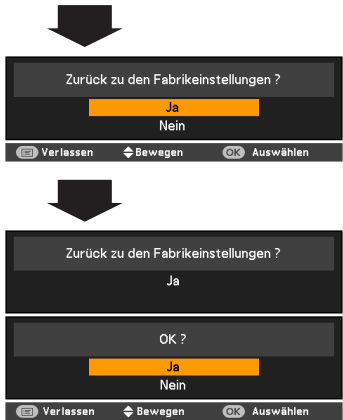 Zurück zu den Fabrikeinstellungen ?
Ja
Nein
Verlassen Bewegen OK Auswählen
Zurück zu den Fabrikeinstellungen ?
Ja
OK ?
Ja
Nein
Verlassen Bewegen OK Auswählen